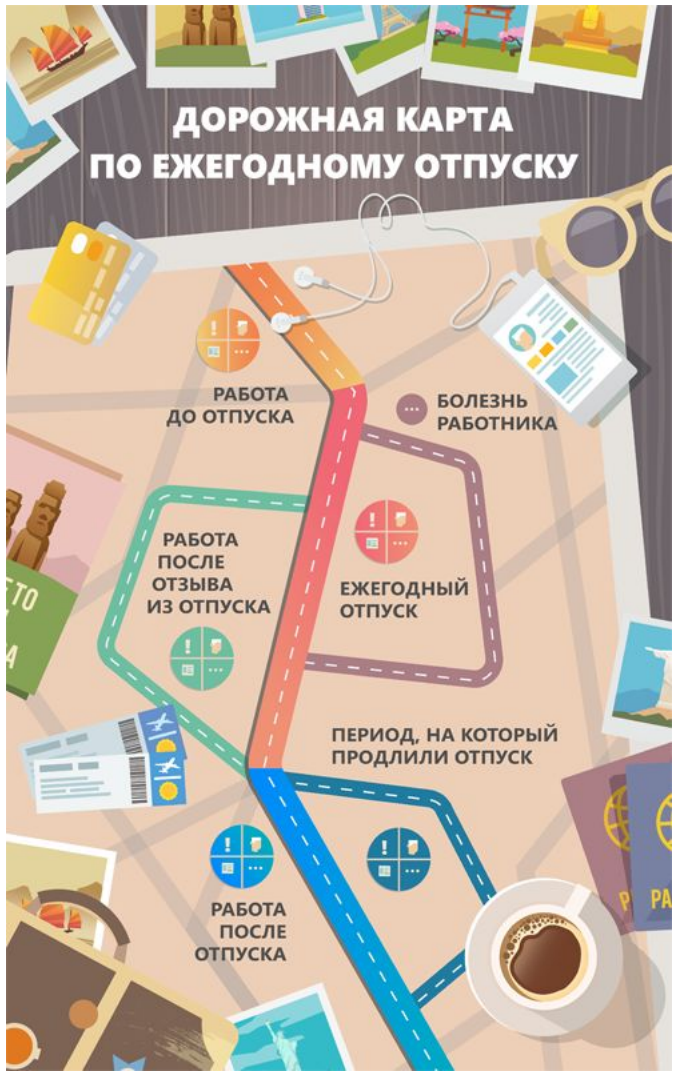 ДОРОЖНАЯ КАРТА
ПО ЕЖЕГОДНОМУ ОТПУСКУ
РАБОТА
ДО ОТПУСКА
БОЛЕЗНЬ
РАБОТНИКА
РАБОТА
ПОСЛЕ
ОТЗЫВА
ИЗ ОТПУСКА
ЕЖЕГОДНЫЙ
ОТПУСК
ПЕРИОД, НА КОТОРЫЙ
ПРОДЛИЛИ ОТПУСК
РАБОТА
ПОСЛЕ
ОТПУСКА